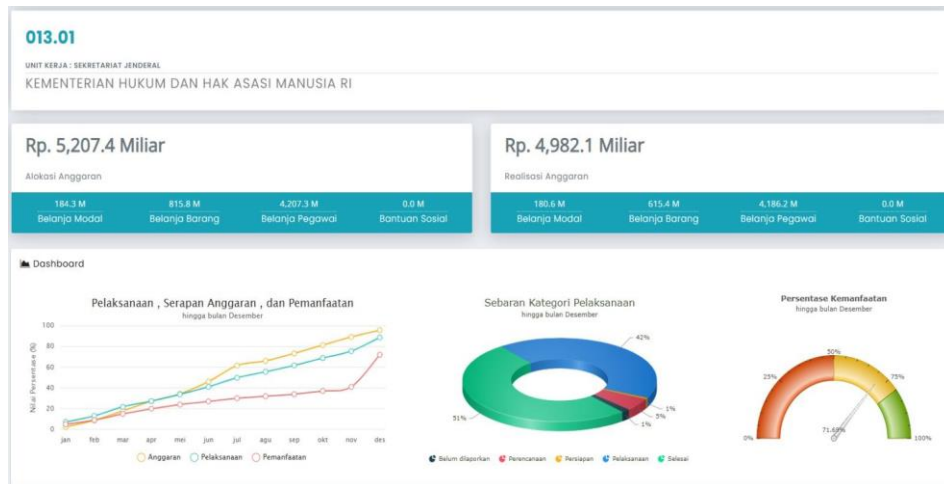 013.01
UNIT KERJA : SEKRETARIAT JENDERAL
KEMENTERIAN HUKUM DAN HAK ASASI MANUSIA RI
Rp. 5,207.4 Miliar
Alokasi Anggaran
184.3 M 815.8 M 4,207.3 M 0.0 M
Belanja Modal Belanja Barang Belanja Pegawai Bantuan Sosial
Rp. 4,982.1 Miliar
Realisasi Anggaran
180.6 M 615.4 M 4,186.2 M 0.0 M
Belanja Modal Belanja Barang Belanja Pegawai Bantuan Sosial
Dashboard
Pelaksanaan , Serapan Anggaran , dan Pemanfaatan
hingga bulan Desember
Nilai Persentase (%)
100
80
60
40
20
0
jan feb mar apr mei jun jul agu sep okt nov des
Anggaran Pelaksanaan Pemanfaatan
Sebaran Kategori Pelaksanaan
hingga bulan Desember
42%
51%
1%
5%
1%
Belum dilaporkan Perencanaan Persiapan Pelaksanaan Selesai
Persentase Kemanfaatan
hingga bulan Desember
50%
25% 75%
0% 100%